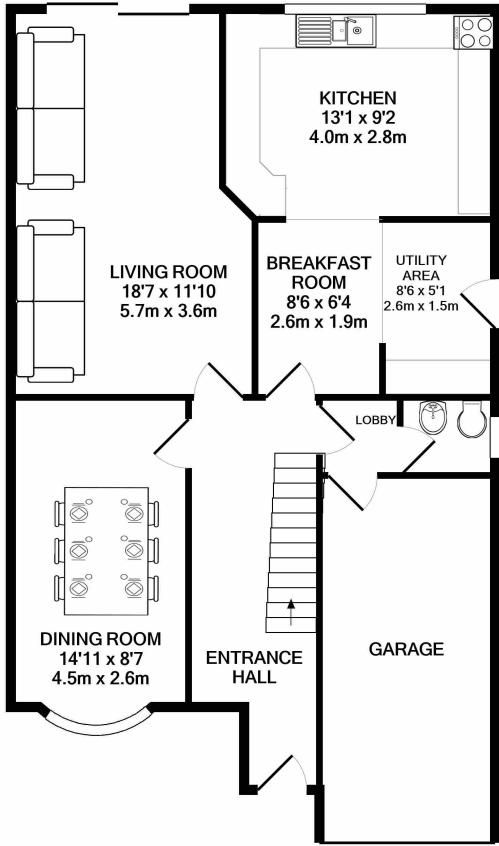 KITCHEN
13'1 x 9'2
4.0m x 2.8m
LIVING ROOM
18'7 x 11'10
5.7m x 3.6m
BREAKFAST
ROOM
8'6 x 6'4
2.6m x 1.9m
UTILITY
AREA
8'6 x 5'1
2.6m x 1.5m
LOBBY
DINING ROOM
14'11 x 8'7
4.5m x 2.6m
ENTRANCE
HALL
GARAGE